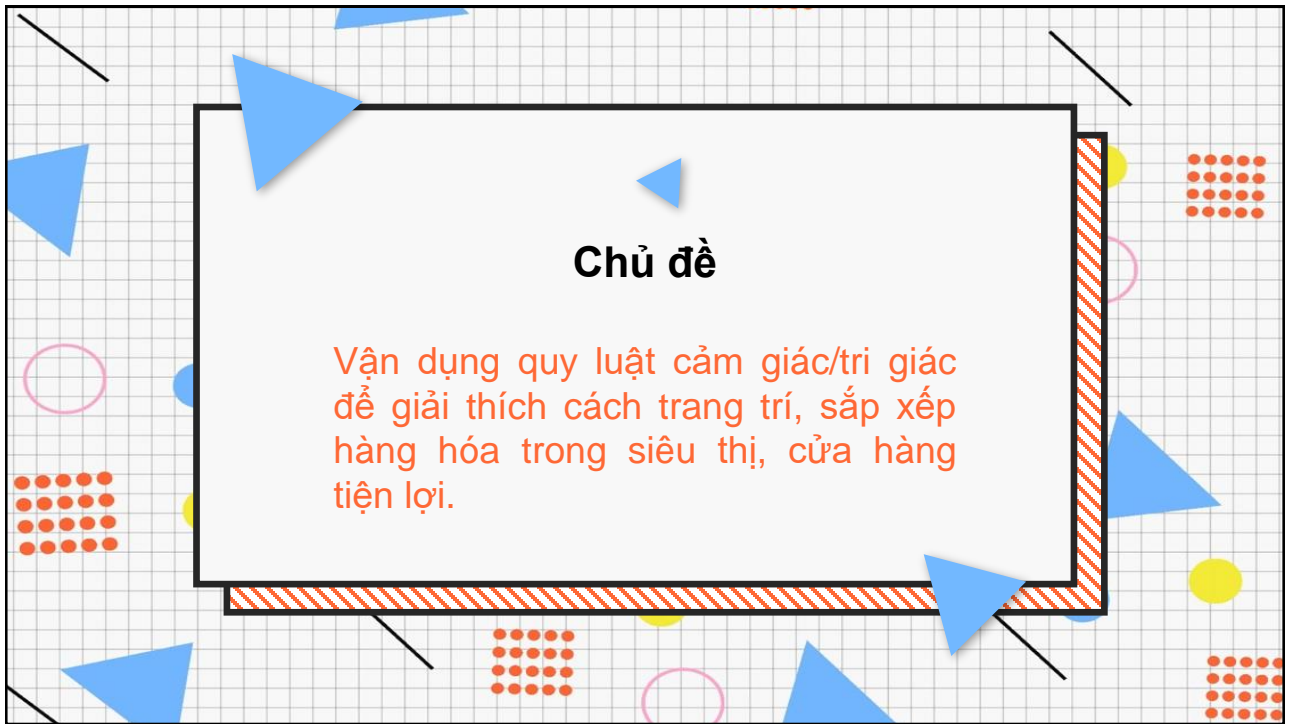 Chủ đề
Vận dụng quy luật cảm giác/tri giác
để giải thích cách trang trí, sắp xếp
hàng hóa trong siêu thị, cửa hàng
tiện lợi.